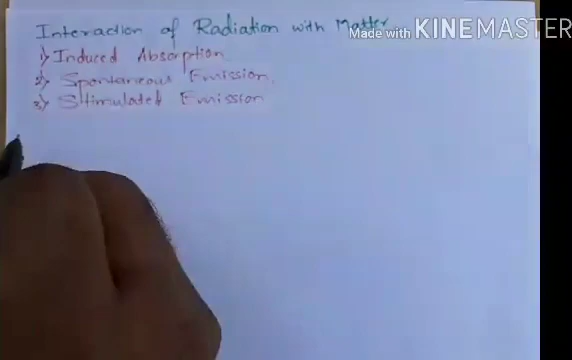 Interaction of Radiation with Matter
Made with KINEMASTER
1) Induced Absorption
2) Spontaneous Emission.
3) Stimulated Emission